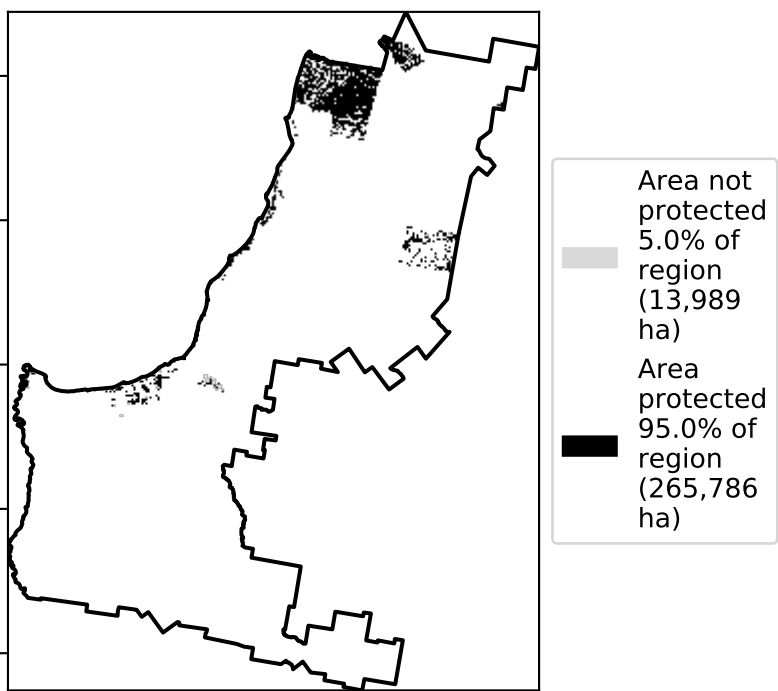 Area not
protected
5.0% of
region
(13,989
ha)
Area
protected
95.0% of
region
(265,786
ha)